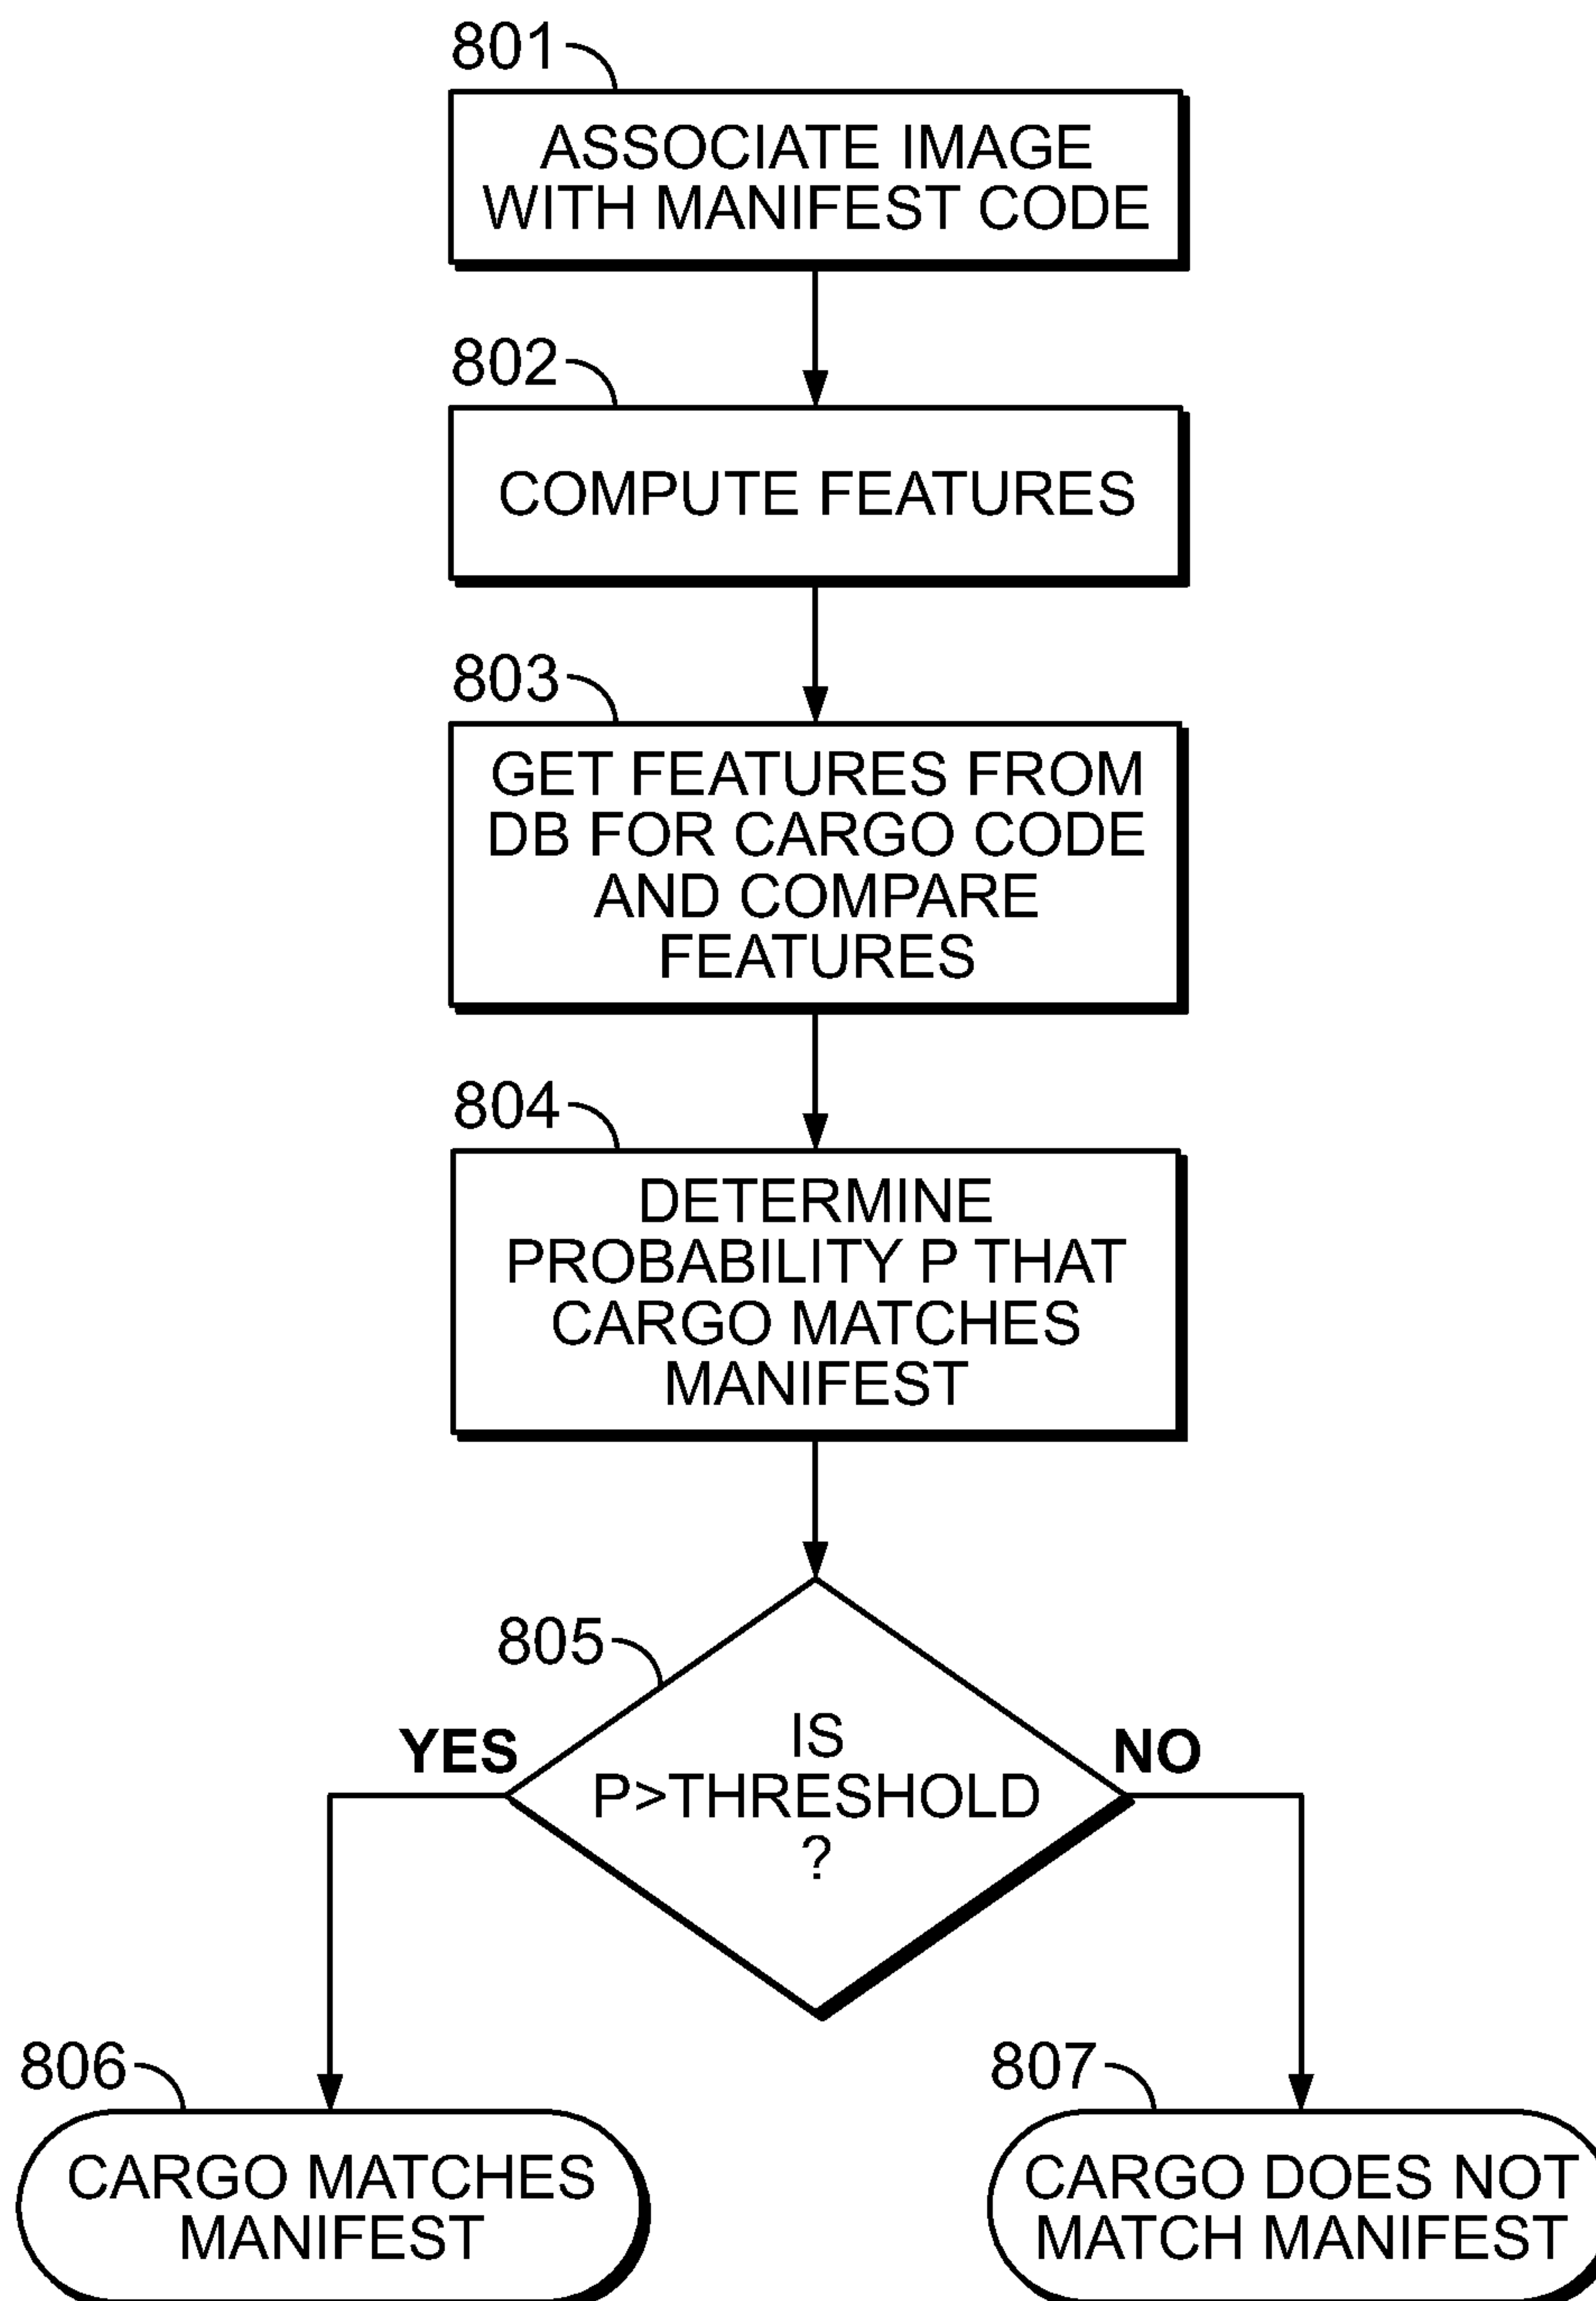 801
ASSOCIATE IMAGE
WITH MANIFEST CODE
802
COMPUTE FEATURES
803
GET FEATURES FROM
DB FOR CARGO CODE
AND COMPARE
FEATURES
804
DETERMINE
PROBABILITY P THAT
CARGO MATCHES
MANIFEST
805
IS
P>THRESHOLD
?
YES
NO
806
CARGO MATCHES
MANIFEST
807
CARGO DOES NOT
MATCH MANIFEST